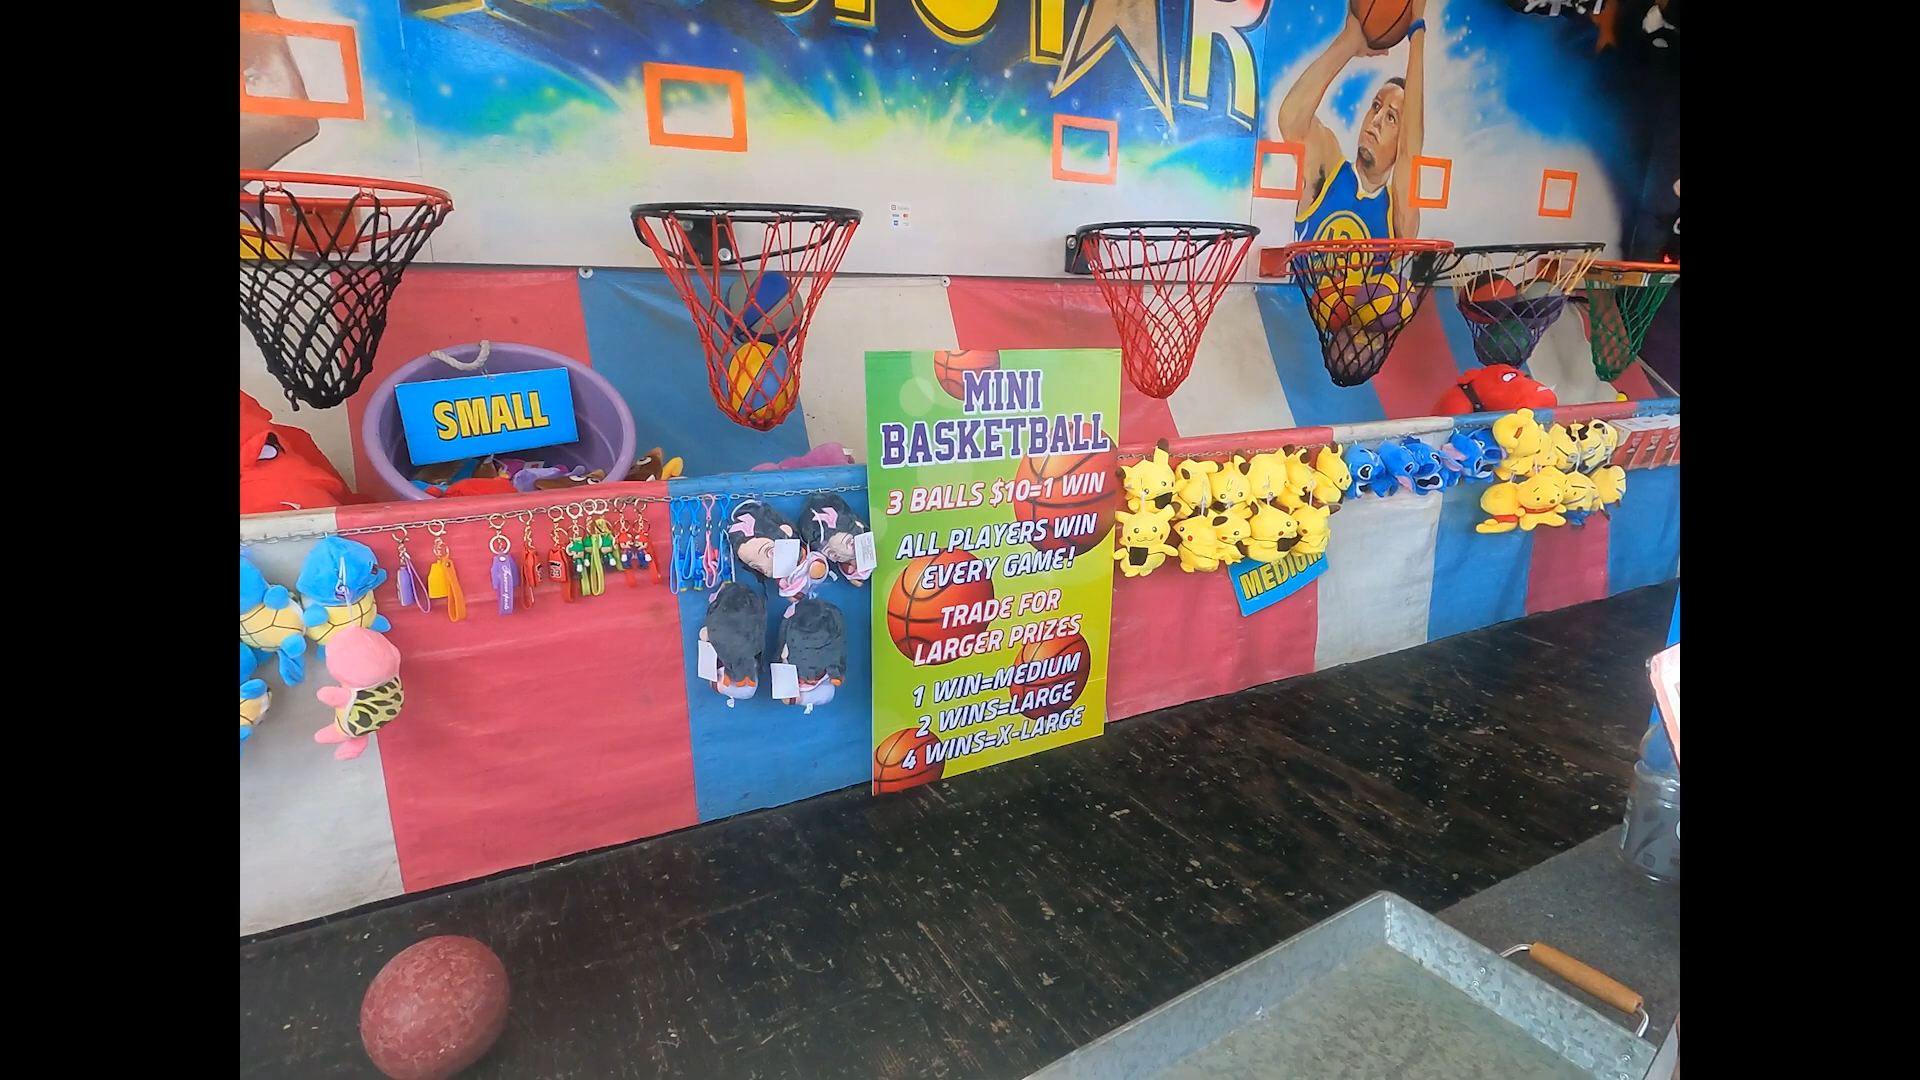 SMALL
MINI
BASKETBALL
3 BALLS $10=1 WIN
ALL PLAYERS WIN
EVERY GAME!
TRADE FOR
LARGER PRIZES
1 WIN=MEDIUM
2 WINS=LARGE
4 WINS=X-LARGE
MEDIUM